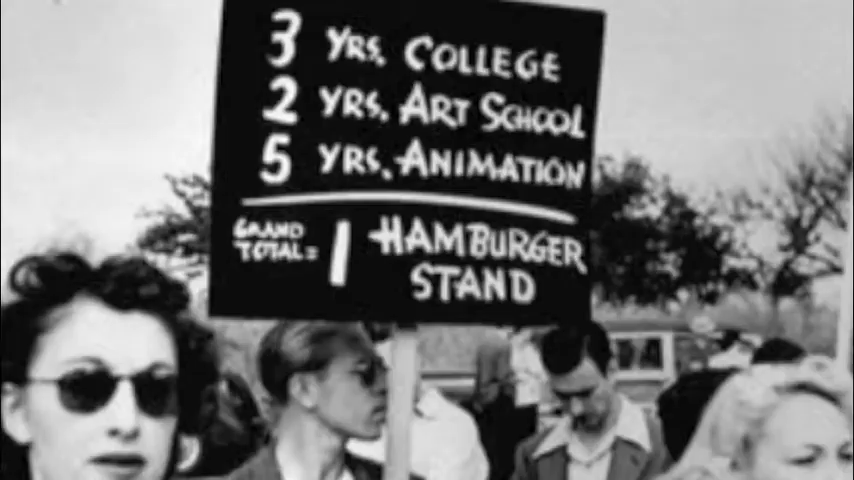 3 YRS. COLLEGE
2 YRS. ART SCHOOL
5 YRS. ANIMATION
GRAND TOTAL = 1 HAMBURGER STAND